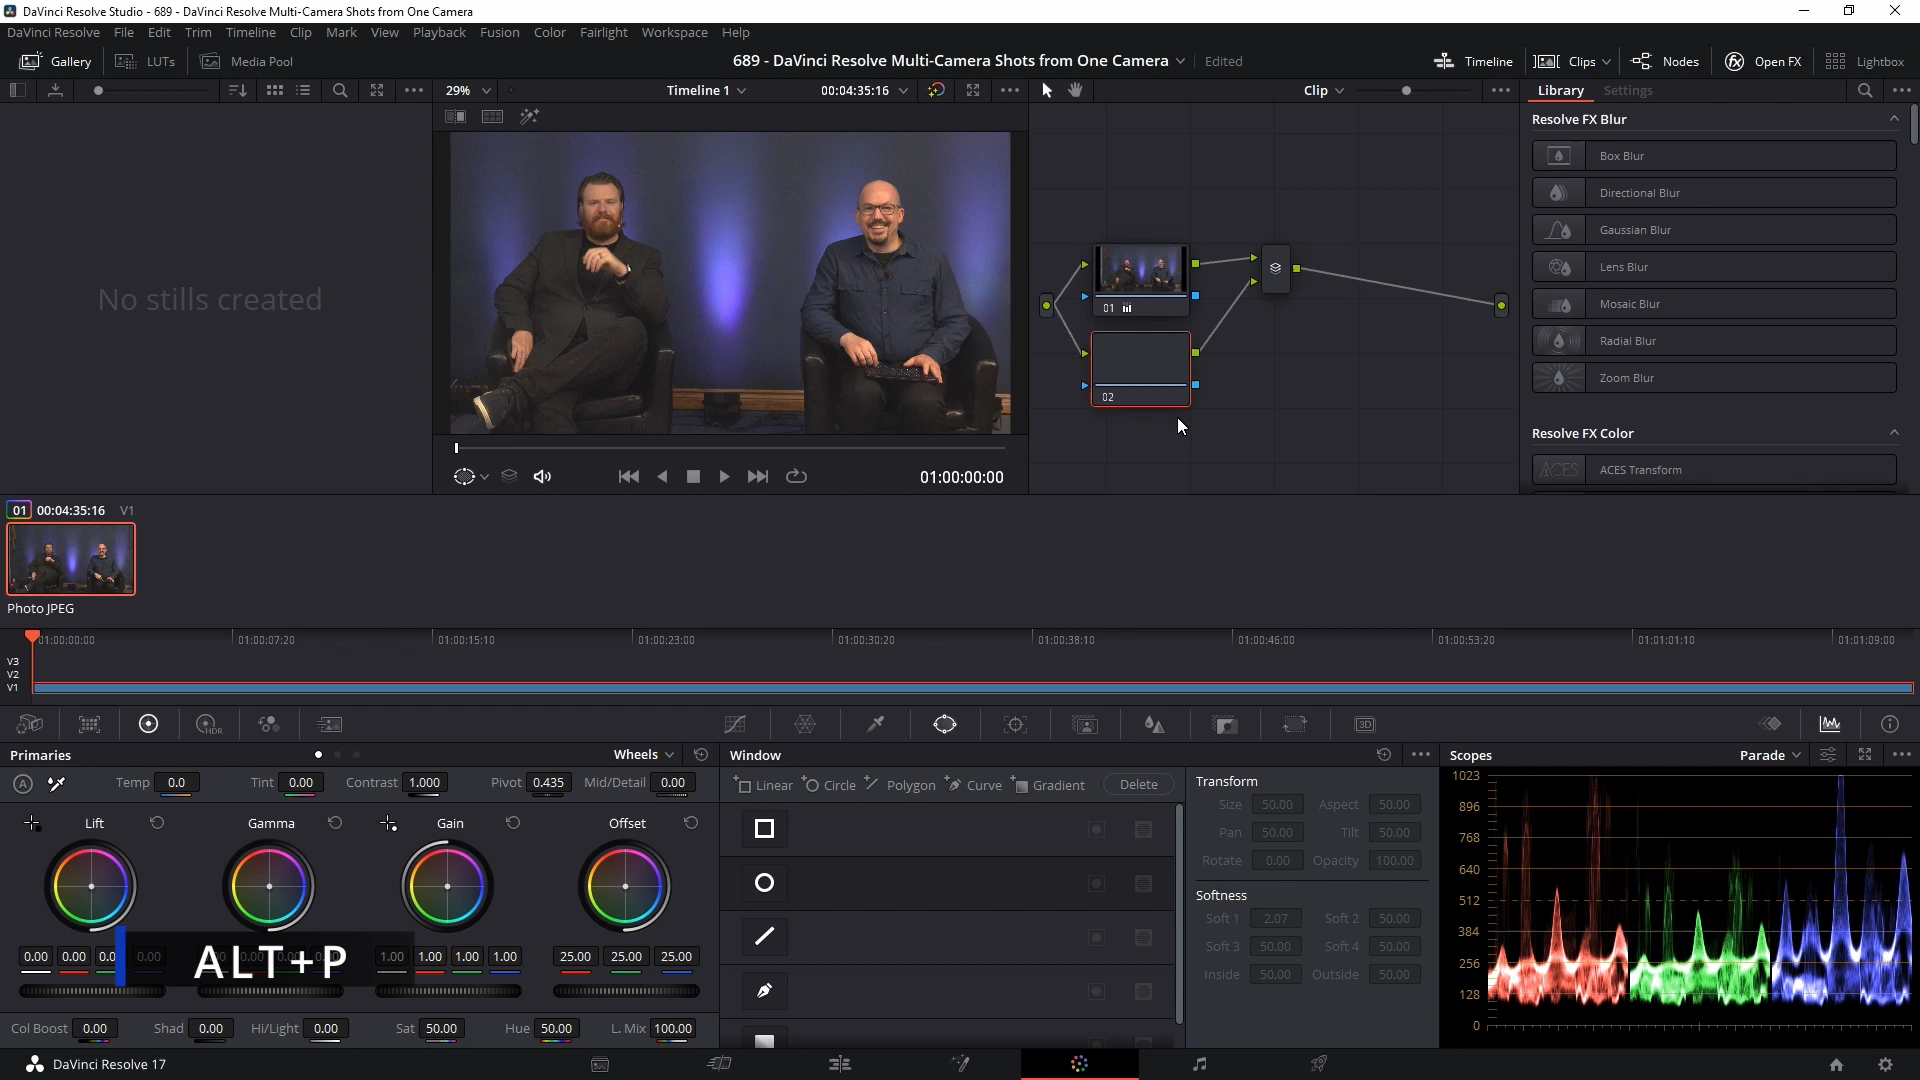 DaVinci Resolve Studio - 689 - DaVinci Resolve Multi-Camera Shots from One Camera
DaVinci Resolve File Edit Trim Timeline Clip Mark View Playback Fusion Color Fairlight Workspace Help
Gallery LUTs Media Pool 689 - DaVinci Resolve Multi-Camera Shots from One Camera Edited Timeline Clips Nodes Open FX Lightbox
29% Timeline 1 00:04:35:16 Clip Library Settings
Resolve FX Blur
Box Blur
Directional Blur
Gaussian Blur
Lens Blur
Mosaic Blur
Radial Blur
Zoom Blur
Resolve FX Color
ACES ACES Transform
No stills created
01
02
01:00:00:00
01 00:04:35:16 V1
Photo JPEG
01:00:00:00 01:00:07:20 01:00:15:10 01:00:23:00 01:00:30:20 01:00:38:10 01:00:46:00 01:00:53:20 01:01:01:10 01:01:09:00
V3
V2
V1
HDR 3D
Primaries Wheels
A Temp 0.0 Tint 0.00 Contrast 1.000 Pivot 0.435 Mid/Detail 0.00
Lift Gamma Gain Offset
0.00 0.00 0.0 0.00 1.00 1.00 1.00 1.00 25.00 25.00 25.00
ALT+P
Col Boost 0.00 Shad 0.00 Hi/Light 0.00 Sat 50.00 Hue 50.00 L. Mix 100.00
Window
Linear Circle Polygon Curve Gradient Delete
Transform
Size 50.00 Aspect 50.00
Pan 50.00 Tilt 50.00
Rotate 0.00 Opacity 100.00
Softness
Soft 1 2.07 Soft 2 50.00
Soft 3 50.00 Soft 4 50.00
Inside 50.00 Outside 50.00
Scopes Parade
1023
896
768
640
512
384
256
128
0
DaVinci Resolve 17